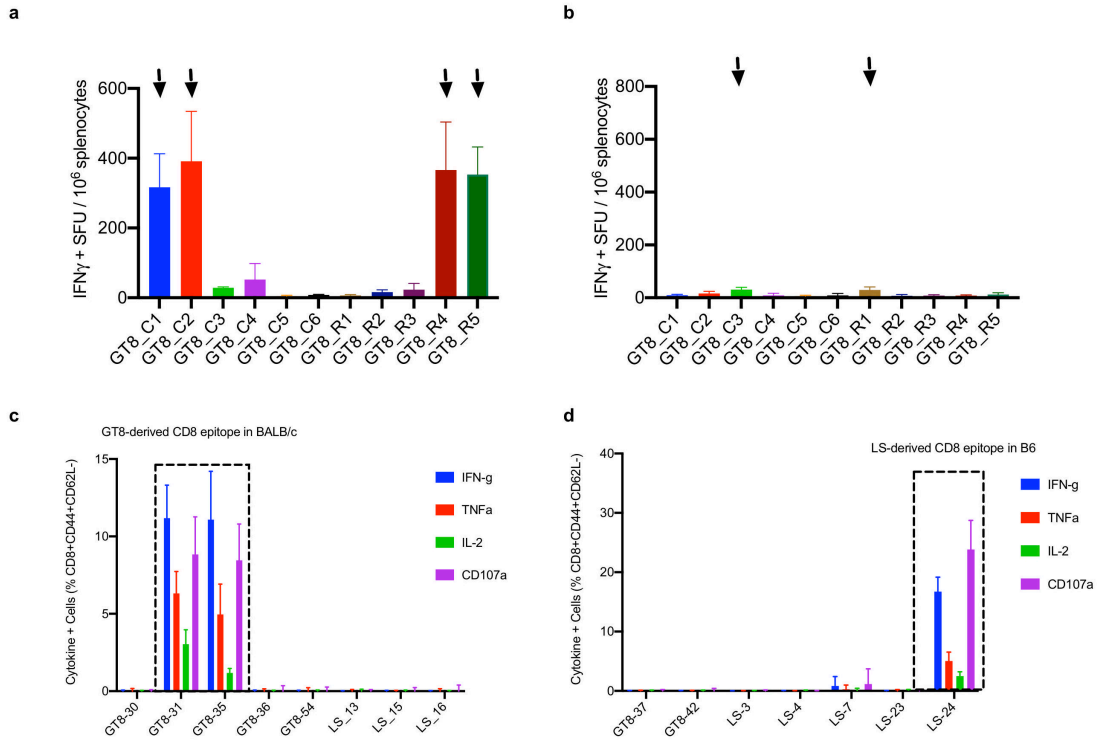 a
IFNγ + SFU / 10⁶ splenocytes
600
400
200
0
GT8_C1
GT8_C2
GT8_C3
GT8_C4
GT8_C5
GT8_C6
GT8_R1
GT8_R2
GT8_R3
GT8_R4
GT8_R5
b
IFNγ + SFU / 10⁶ splenocytes
800
600
400
200
0
GT8_C1
GT8_C2
GT8_C3
GT8_C4
GT8_C5
GT8_C6
GT8_R1
GT8_R2
GT8_R3
GT8_R4
GT8_R5
c
GT8-derived CD8 epitope in BALB/c
Cytokine + Cells (% CD8+CD44+CD62L-)
15
10
5
0
GT8-30
GT8-31
GT8-35
GT8-36
GT8-54
LS_13
LS_15
LS_16
IFN-g
TNFa
IL-2
CD107a
d
LS-derived CD8 epitope in B6
Cytokine + Cells (% CD8+CD44+CD62L-)
40
30
20
10
0
GT8-37
GT8-42
LS-3
LS-4
LS-7
LS-23
LS-24
IFN-g
TNFa
IL-2
CD107a